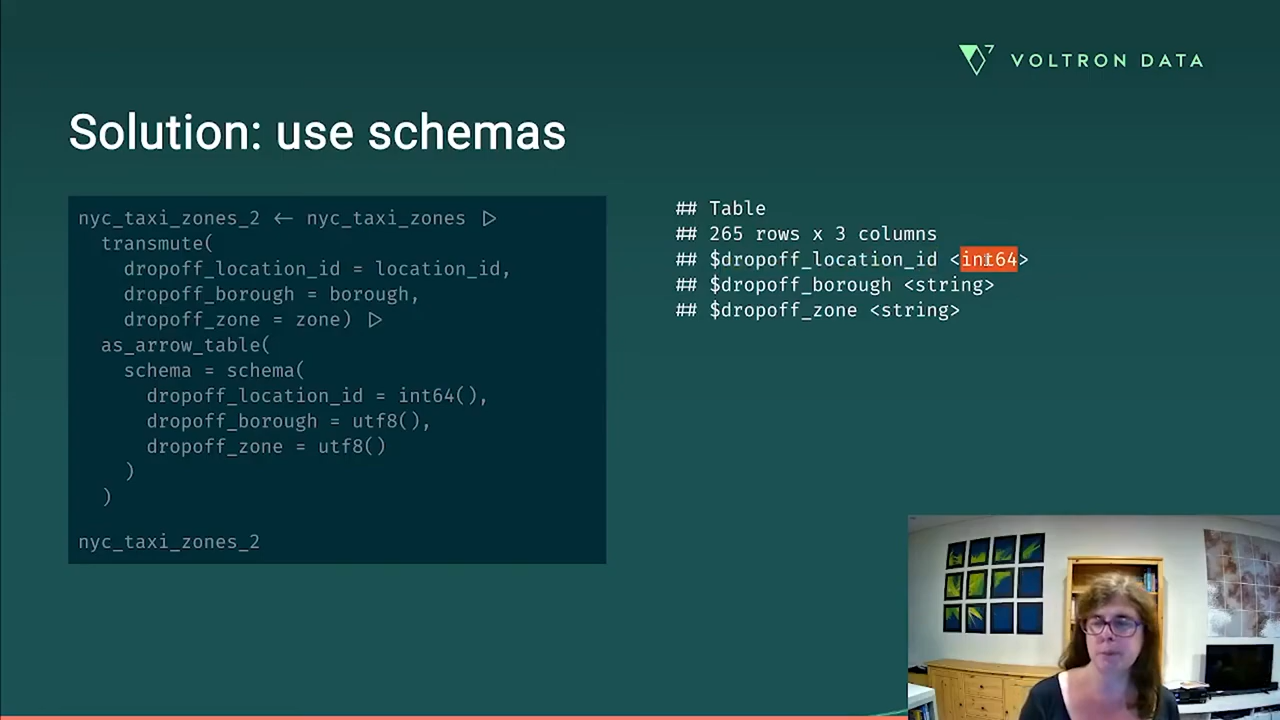 VOLTRON DATA
Solution: use schemas
nyc_taxi_zones_2 <- nyc_taxi_zones |>
transmute(
dropoff_location_id = location_id,
dropoff_borough = borough,
dropoff_zone = zone) |>
as_arrow_table(
schema = schema(
dropoff_location_id = int64(),
dropoff_borough = utf8(),
dropoff_zone = utf8()
)
)
nyc_taxi_zones_2
## Table
## 265 rows x 3 columns
## $dropoff_location_id <int64>
## $dropoff_borough <string>
## $dropoff_zone <string>